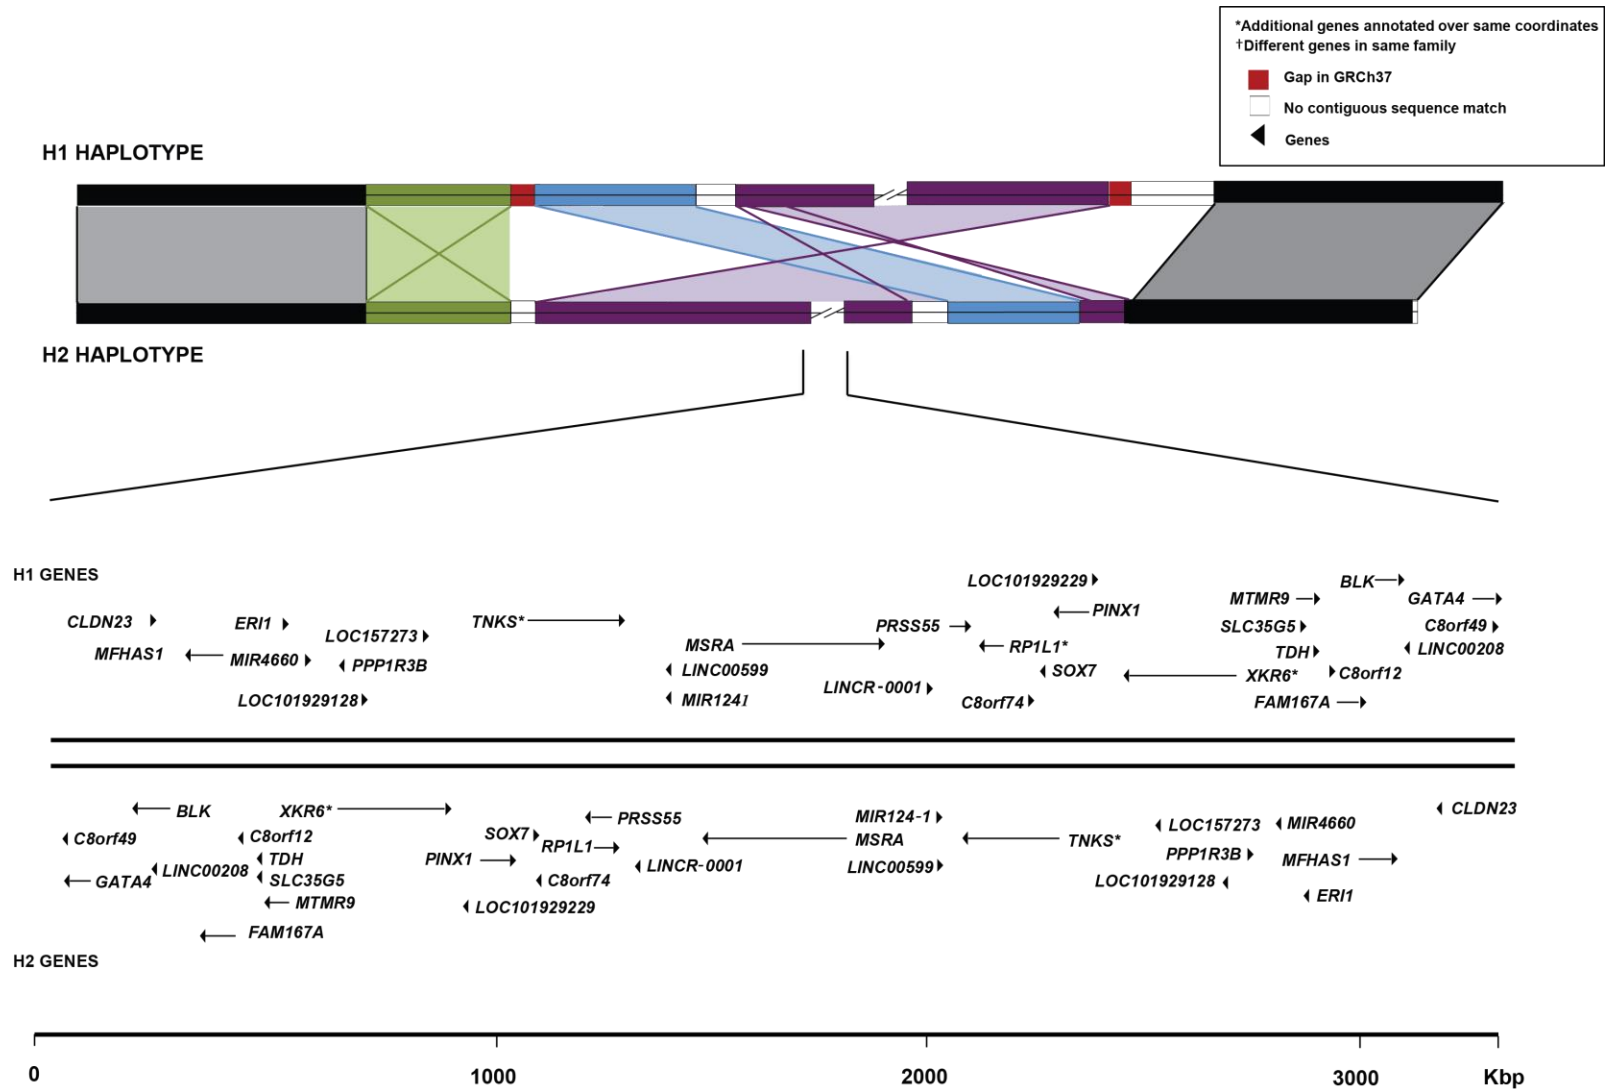 *Additional genes annotated over same coordinates
†Different genes in same family
Gap in GRCh37
No contiguous sequence match
Genes
H1 HAPLOTYPE
H2 HAPLOTYPE
H1 GENES
LOC101929229
BLK
MTMR9
GATA4
PINX1
CLDN23
ERI1
TNKS*
PRSS55
SLC35G5
C8orf49
LOC157273
MSRA
RP1L1*
TDH
LINC00208
MFHAS1
MIR4660
PPP1R3B
LINC00599
SOX7
XKR6*
C8orf12
LINCR-0001
LOC101929128
MIR1241
C8orf74
FAM167A
BLK
XKR6*
PRSS55
MIR124-1
CLDN23
C8orf49
C8orf12
SOX7
RP1L1
MSRA
TNKS*
LOC157273
MIR4660
TDH
PINX1
LINCR-0001
LINC00599
PPP1R3B
MFHAS1
GATA4
LINC00208
SLC35G5
C8orf74
LOC101929128
ERI1
MTMR9
LOC101929229
FAM167A
H2 GENES
0
1000
2000
3000
Kbp